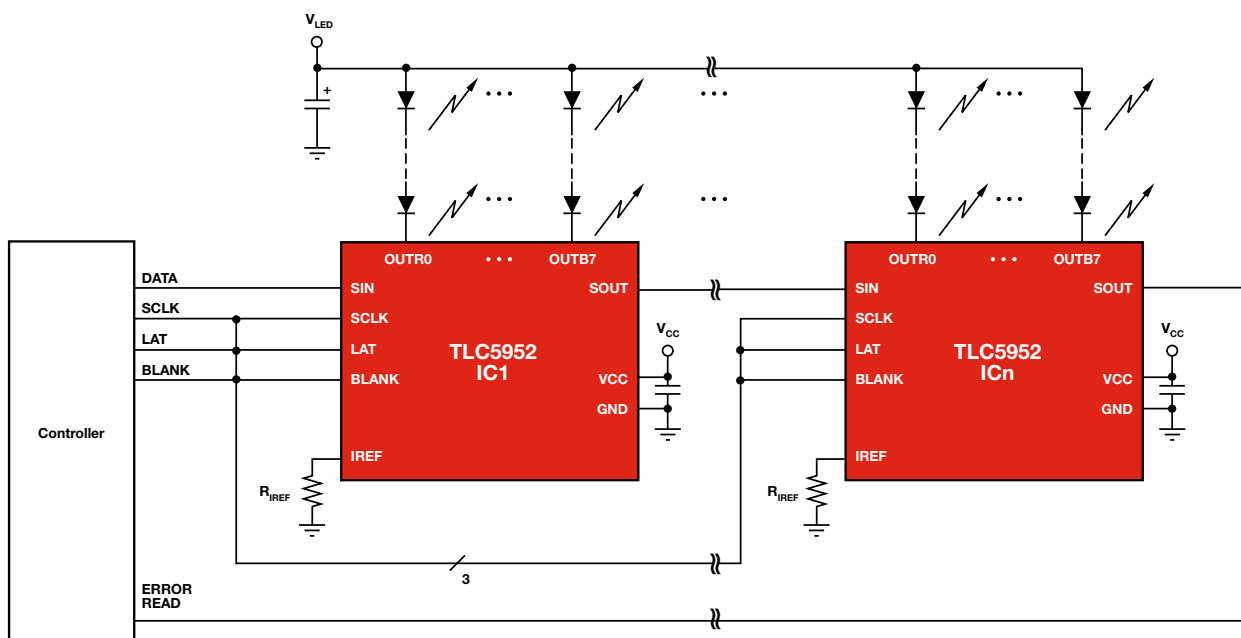 VLED
+
OUTR0 ••• OUTB7
OUTR0 ••• OUTB7
DATA
SCLK
LAT
BLANK
Controller
ERROR
READ
SIN
SCLK
LAT
BLANK
IREF
TLC5952
IC1
SOUT
VCC
GND
VCC
RIREF
3
SIN
SCLK
LAT
BLANK
IREF
TLC5952
ICn
SOUT
VCC
GND
VCC
RIREF